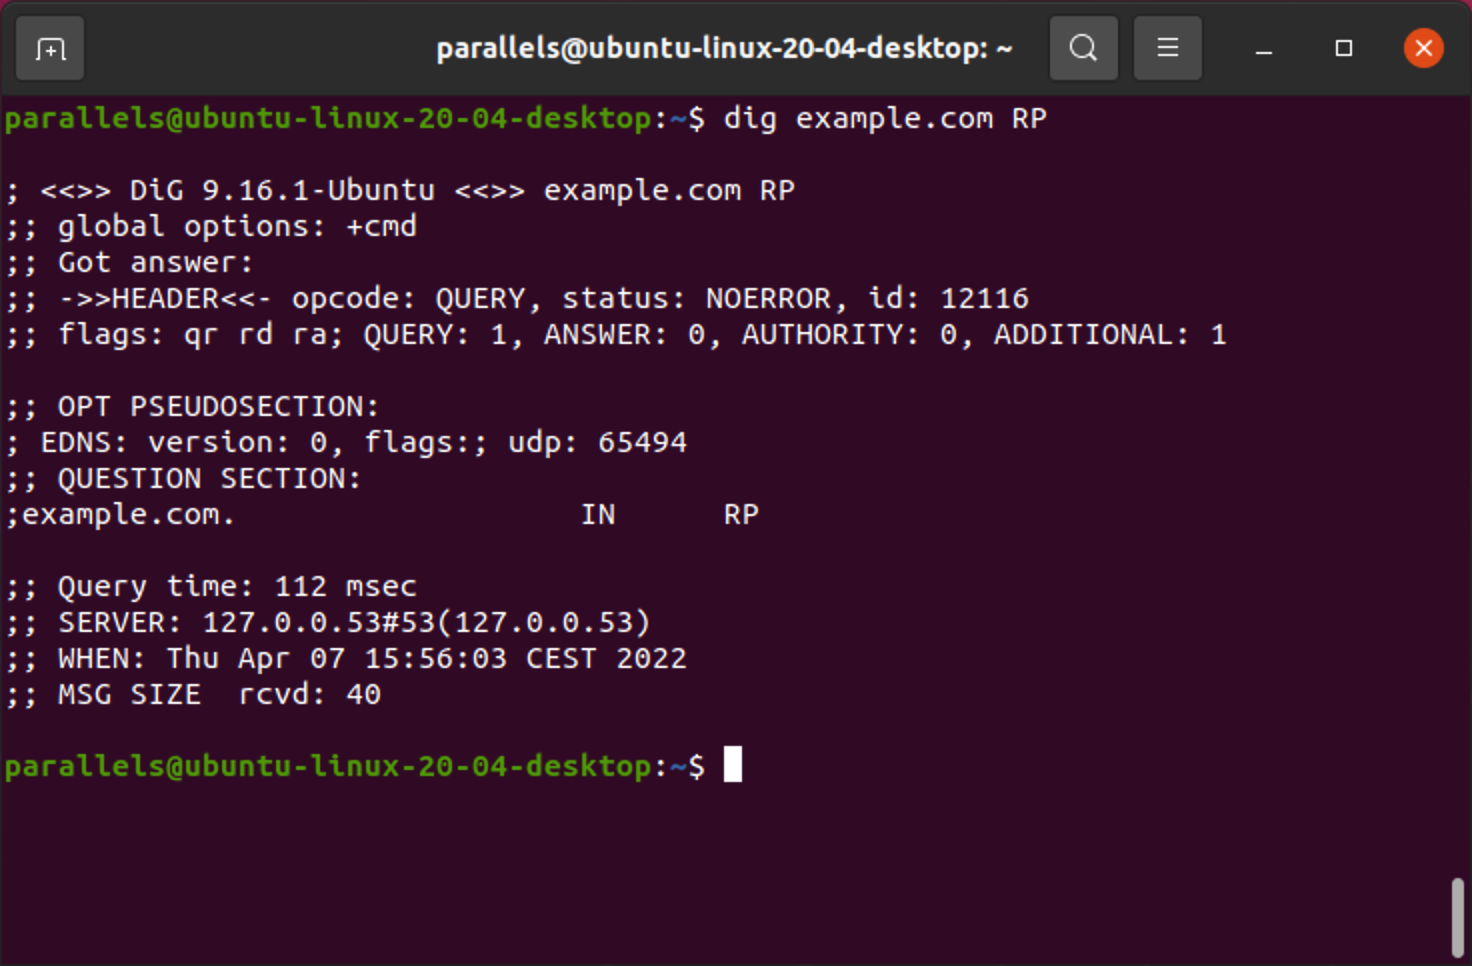 parallels@ubuntu-linux-20-04-desktop: ~
parallels@ubuntu-linux-20-04-desktop:~$ dig example.com RP
; <<>> DiG 9.16.1-Ubuntu <<>> example.com RP
;; global options: +cmd
;; Got answer:
;; ->>HEADER<<- opcode: QUERY, status: NOERROR, id: 12116
;; flags: qr rd ra; QUERY: 1, ANSWER: 0, AUTHORITY: 0, ADDITIONAL: 1
;; OPT PSEUDOSECTION:
; EDNS: version: 0, flags:; udp: 65494
;; QUESTION SECTION:
;example.com. IN RP
;; Query time: 112 msec
;; SERVER: 127.0.0.53#53(127.0.0.53)
;; WHEN: Thu Apr 07 15:56:03 CEST 2022
;; MSG SIZE  rcvd: 40
parallels@ubuntu-linux-20-04-desktop:~$